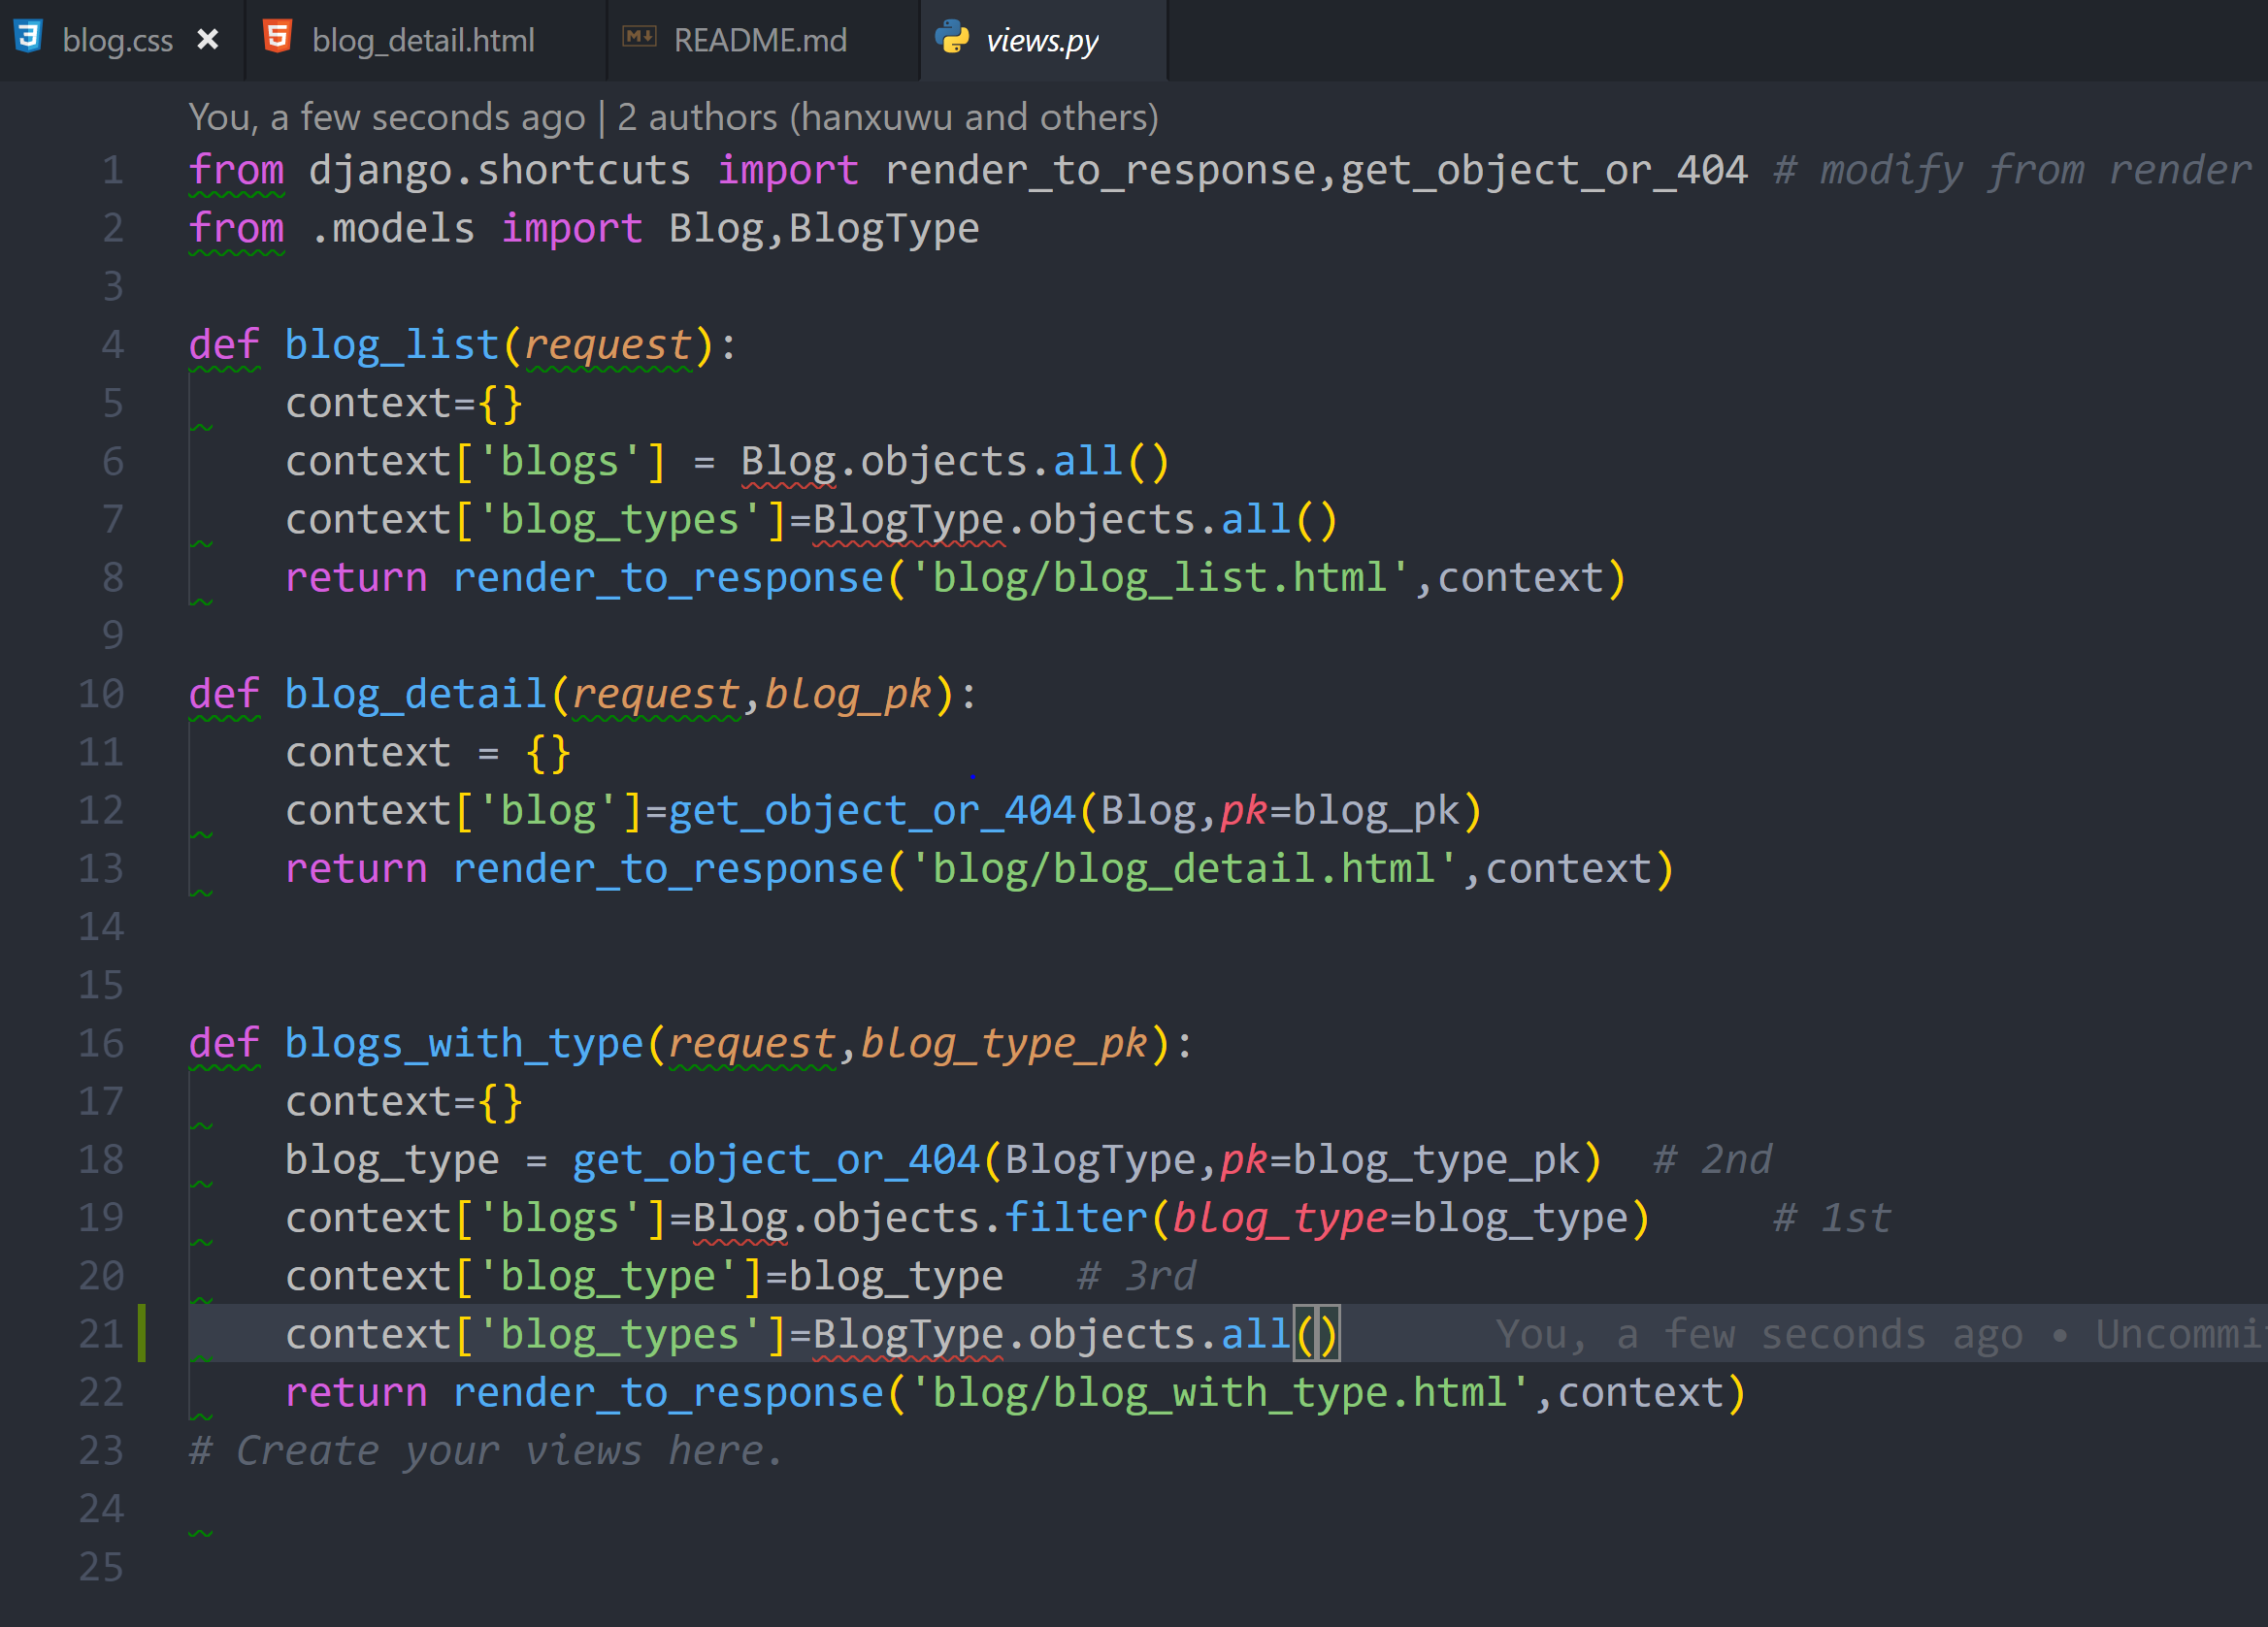 blog.css × blog_detail.html README.md views.py
You, a few seconds ago | 2 authors (hanxuwu and others)
1 from django.shortcuts import render_to_response,get_object_or_404 # modify from render
2 from .models import Blog,BlogType
3
4 def blog_list(request):
5     context={}
6     context['blogs'] = Blog.objects.all()
7     context['blog_types']=BlogType.objects.all()
8     return render_to_response('blog/blog_list.html',context)
9
10 def blog_detail(request,blog_pk):
11     context = {}
12     context['blog']=get_object_or_404(Blog,pk=blog_pk)
13     return render_to_response('blog/blog_detail.html',context)
14
15
16 def blogs_with_type(request,blog_type_pk):
17     context={}
18     blog_type = get_object_or_404(BlogType,pk=blog_type_pk)  # 2nd
19     context['blogs']=Blog.objects.filter(blog_type=blog_type)     # 1st
20     context['blog_type']=blog_type   # 3rd
21     context['blog_types']=BlogType.objects.all()      You, a few seconds ago • Uncommi
22     return render_to_response('blog/blog_with_type.html',context)
23 # Create your views here.
24
25